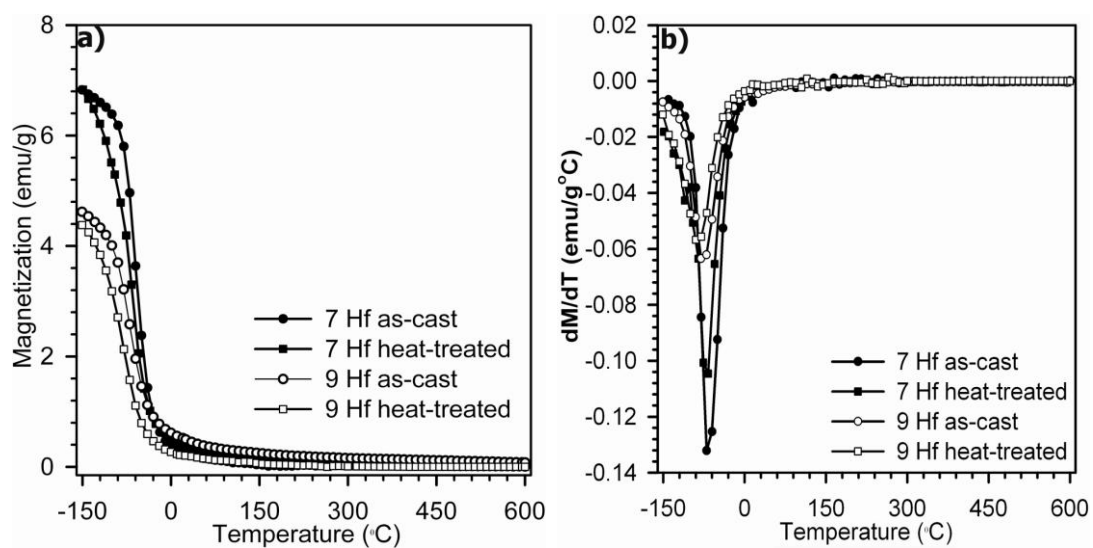 a)
8
6
4
2
0
Magnetization (emu/g)
7 Hf as-cast
7 Hf heat-treated
9 Hf as-cast
9 Hf heat-treated
-150 0 150 300 450 600
Temperature (°C)
b)
0.02
0.00
-0.02
-0.04
-0.06
-0.08
-0.10
-0.12
-0.14
dM/dT (emu/g°C)
7 Hf as-cast
7 Hf heat-treated
9 Hf as-cast
9 Hf heat-treated
-150 0 150 300 450 600
Temperature (°C)